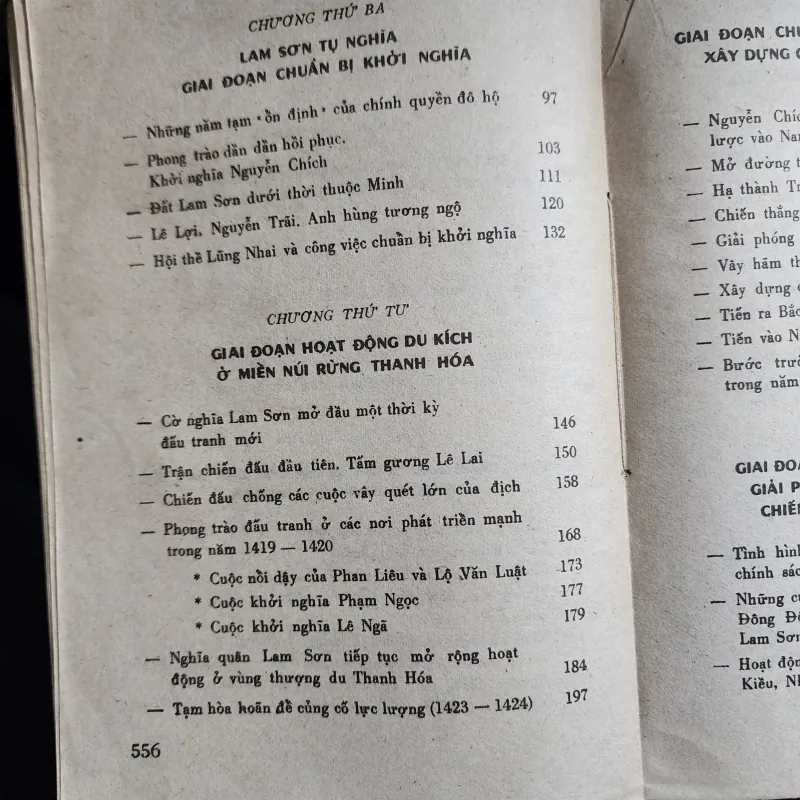 CHƯƠNG THỨ BA
LAM SƠN TỤ NGHĨA
GIAI ĐOẠN CHUẨN BỊ KHỞI NGHĨA
— Những năm tạm "ổn định" của chính quyền đô hộ 97
— Phong trào dần dần hồi phục.
Khởi nghĩa Nguyễn Chích 103
— Đất Lam Sơn dưới thời thuộc Minh 111
— Lê Lợi, Nguyễn Trãi. Anh hùng tương ngộ 120
— Hội thề Lũng Nhai và công việc chuẩn bị khởi nghĩa 132
CHƯƠNG THỨ TƯ
GIAI ĐOẠN HOẠT ĐỘNG DU KÍCH
Ở MIỀN NÚI RỪNG THANH HÓA
— Cờ nghĩa Lam Sơn mở đầu một thời kỳ
đấu tranh mới 146
— Trận chiến đấu đầu tiên. Tấm gương Lê Lai 150
— Chiến đấu chống các cuộc vây quét lớn của địch 158
— Phong trào đấu tranh ở các nơi phát triển mạnh
trong năm 1419 — 1420 168
* Cuộc nổi dậy của Phan Liêu và Lộ Văn Luật 173
* Cuộc khởi nghĩa Phạm Ngọc 177
* Cuộc khởi nghĩa Lê Ngã 179
— Nghĩa quân Lam Sơn tiếp tục mở rộng hoạt
động ở vùng thượng du Thanh Hóa 184
— Tạm hòa hoãn để củng cố lực lượng (1423 — 1424) 197
556
GIAI ĐOẠN
XÂY DỰNG
— Nguyễn
lược vào
— Mở đường
— Hạ thành
— Chiến thắng
— Giải phóng
— Vây hãm
— Xây dựng
— Tiến ra
— Tiến vào
— Bước
trong năm
GIAI
GIẢI
— Tình
chính
— Những
Đông
Lam
— Hoạt
Kiều,